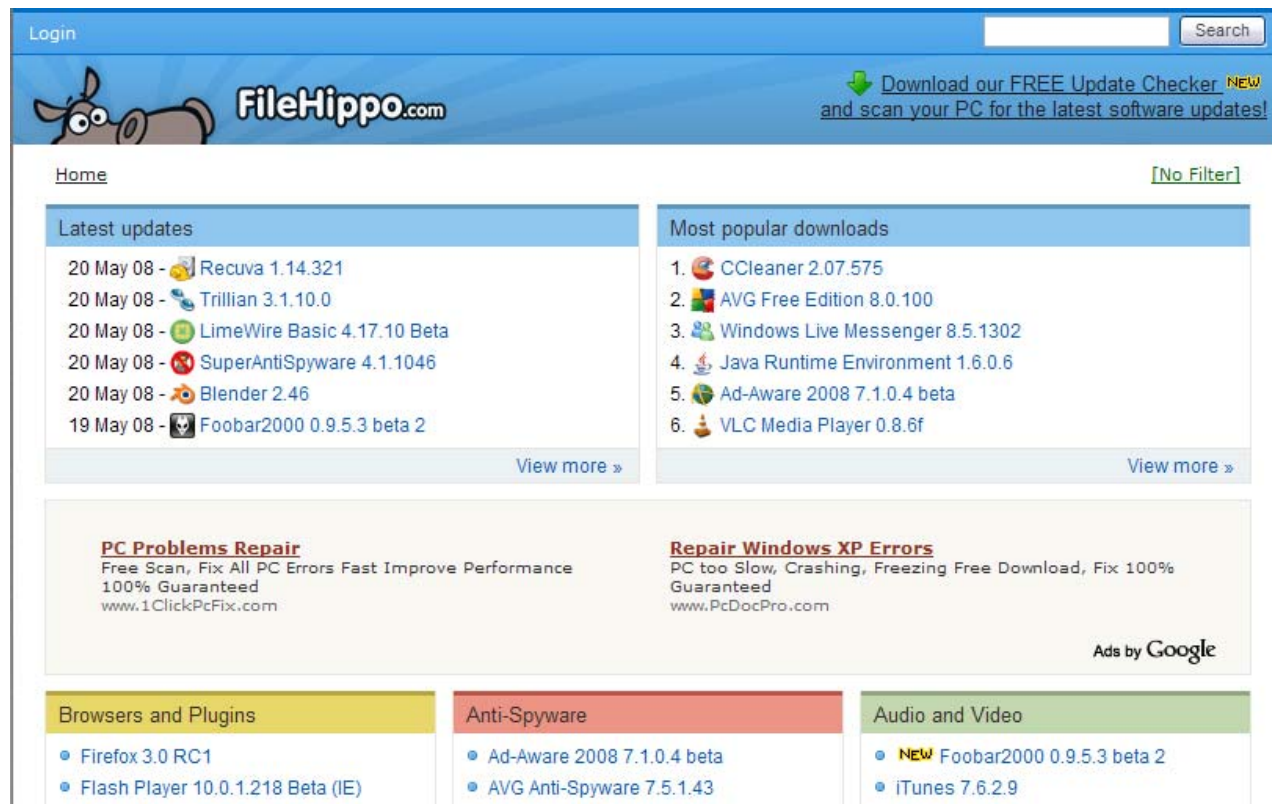 Login
Search
FileHippo.com
Download our FREE Update Checker NEW
and scan your PC for the latest software updates!
Home
[No Filter]
Latest updates
20 May 08 - Recuva 1.14.321
20 May 08 - Trillian 3.1.10.0
20 May 08 - LimeWire Basic 4.17.10 Beta
20 May 08 - SuperAntiSpyware 4.1.1046
20 May 08 - Blender 2.46
19 May 08 - Foobar2000 0.9.5.3 beta 2
View more »
Most popular downloads
1. CCleaner 2.07.575
2. AVG Free Edition 8.0.100
3. Windows Live Messenger 8.5.1302
4. Java Runtime Environment 1.6.0.6
5. Ad-Aware 2008 7.1.0.4 beta
6. VLC Media Player 0.8.6f
View more »
PC Problems Repair
Free Scan, Fix All PC Errors Fast Improve Performance
100% Guaranteed
www.1ClickPcFix.com
Repair Windows XP Errors
PC too Slow, Crashing, Freezing Free Download, Fix 100%
Guaranteed
www.PcDocPro.com
Ads by Google
Browsers and Plugins
Firefox 3.0 RC1
Flash Player 10.0.1.218 Beta (IE)
Anti-Spyware
Ad-Aware 2008 7.1.0.4 beta
AVG Anti-Spyware 7.5.1.43
Audio and Video
NEW Foobar2000 0.9.5.3 beta 2
iTunes 7.6.2.9